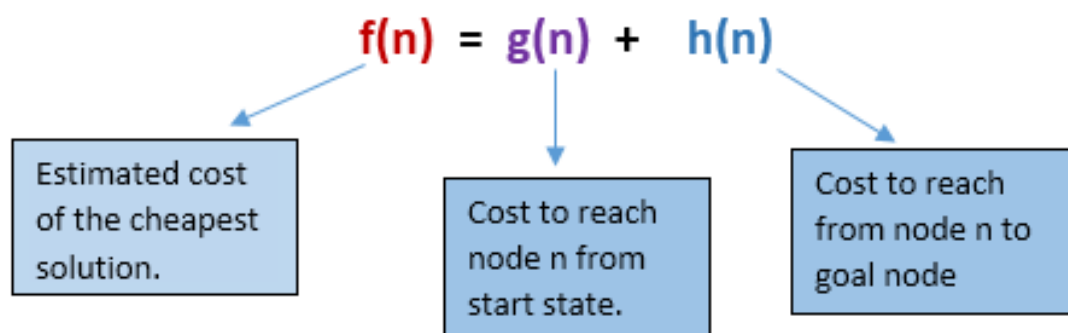 f(n) = g(n) + h(n)
Estimated cost
of the cheapest
solution.
Cost to reach
node n from
start state.
Cost to reach
from node n to
goal node